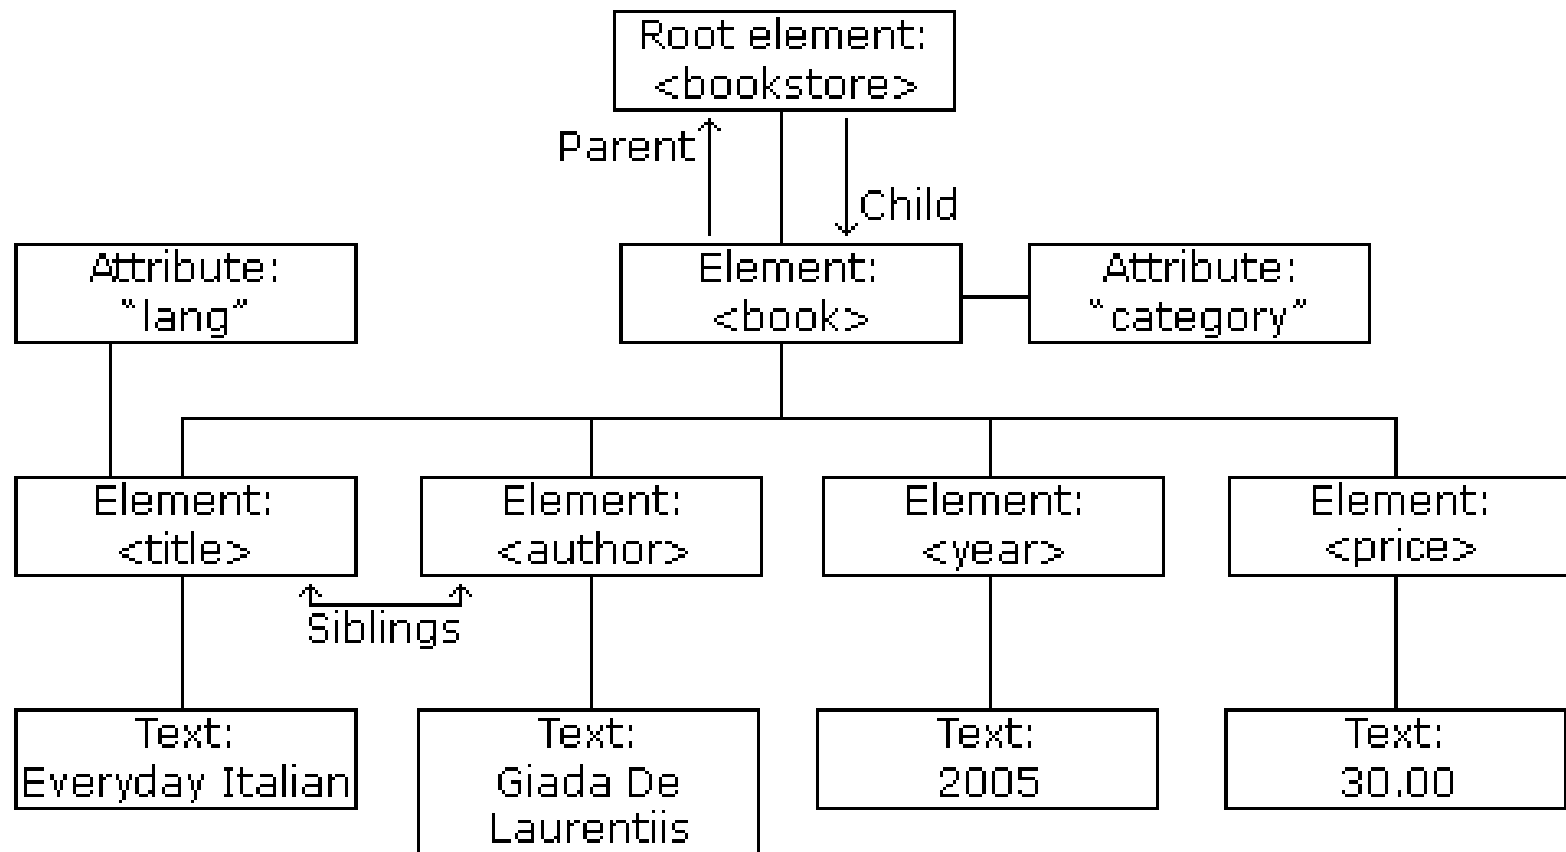 Root element:
<bookstore>
Parent
Child
Attribute:
"lang"
Element:
<book>
Attribute:
"category"
Element:
<title>
Element:
<author>
Element:
<year>
Element:
<price>
Siblings
Text:
Everyday Italian
Text:
Giada De
Laurentiis
Text:
2005
Text:
30.00